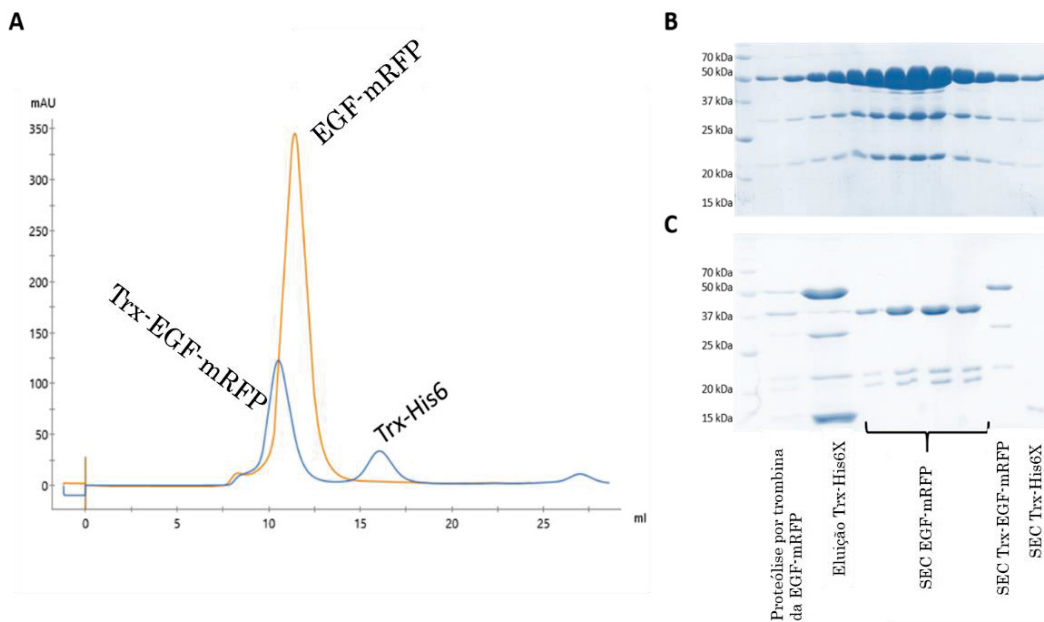 A
mAU
350
300
250
200
150
100
50
0
0
5
10
15
20
25
ml
EGF-mRFP
Trx-EGF-mRFP
Trx-His6
B
70 kDa
50 kDa
37 kDa
25 kDa
20 kDa
15 kDa
C
70 kDa
50 kDa
37 kDa
25 kDa
20 kDa
15 kDa
Proteólise por trombina
da EGF-mRFP
Eluição Trx-His6X
SEC EGF-mRFP
SEC Trx-EGF-mRFP
SEC Trx-His6X